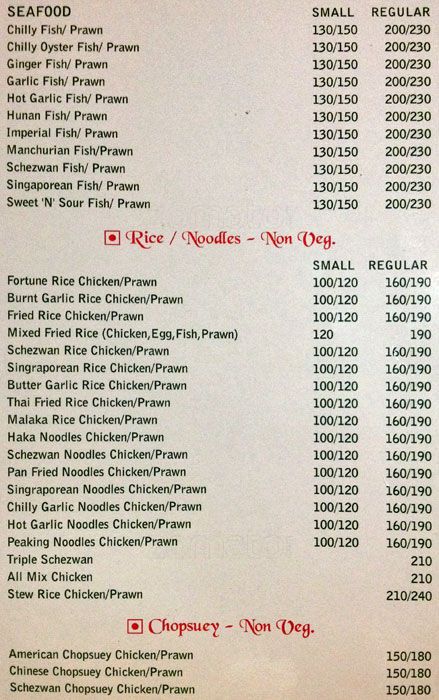 SEAFOOD SMALL REGULAR
Chilly Fish/ Prawn 130/150 200/230
Chilly Oyster Fish/ Prawn 130/150 200/230
Ginger Fish/ Prawn 130/150 200/230
Garlic Fish/ Prawn 130/150 200/230
Hot Garlic Fish/ Prawn 130/150 200/230
Hunan Fish/ Prawn 130/150 200/230
Imperial Fish/ Prawn 130/150 200/230
Manchurian Fish/Prawn 130/150 200/230
Schezwan Fish/ Prawn 130/150 200/230
Singaporean Fish/ Prawn 130/150 200/230
Sweet 'N' Sour Fish/ Prawn 130/150 200/230
Rice / Noodles - Non Veg.
SMALL REGULAR
Fortune Rice Chicken/Prawn 100/120 160/190
Burnt Garlic Rice Chicken/Prawn 100/120 160/190
Fried Rice Chicken/Prawn 100/120 160/190
Mixed Fried Rice (Chicken,Egg,Fish,Prawn) 120 190
Schezwan Rice Chicken/Prawn 100/120 160/190
Singraporean Rice Chicken/Prawn 100/120 160/190
Butter Garlic Rice Chicken/Prawn 100/120 160/190
Thai Fried Rice Chicken/Prawn 100/120 160/190
Malaka Rice Chicken/Prawn 100/120 160/190
Haka Noodles Chicken/Prawn 100/120 160/190
Schezwan Noodles Chicken/Prawn 100/120 160/190
Pan Fried Noodles Chicken/Prawn 100/120 160/190
Singraporean Noodles Chicken/Prawn 100/120 160/190
Chilly Garlic Noodles Chicken/Prawn 100/120 160/190
Hot Garlic Noodles Chicken/Prawn 100/120 160/190
Peaking Noodles Chicken/Prawn 100/120 160/190
Triple Schezwan 210
All Mix Chicken 210
Stew Rice Chicken/Prawn 210/240
Chopsuey - Non Veg.
American Chopsuey Chicken/Prawn 150/180
Chinese Chopsuey Chicken/Prawn 150/180
Schezwan Chopsuey Chicken/Prawn 150/180